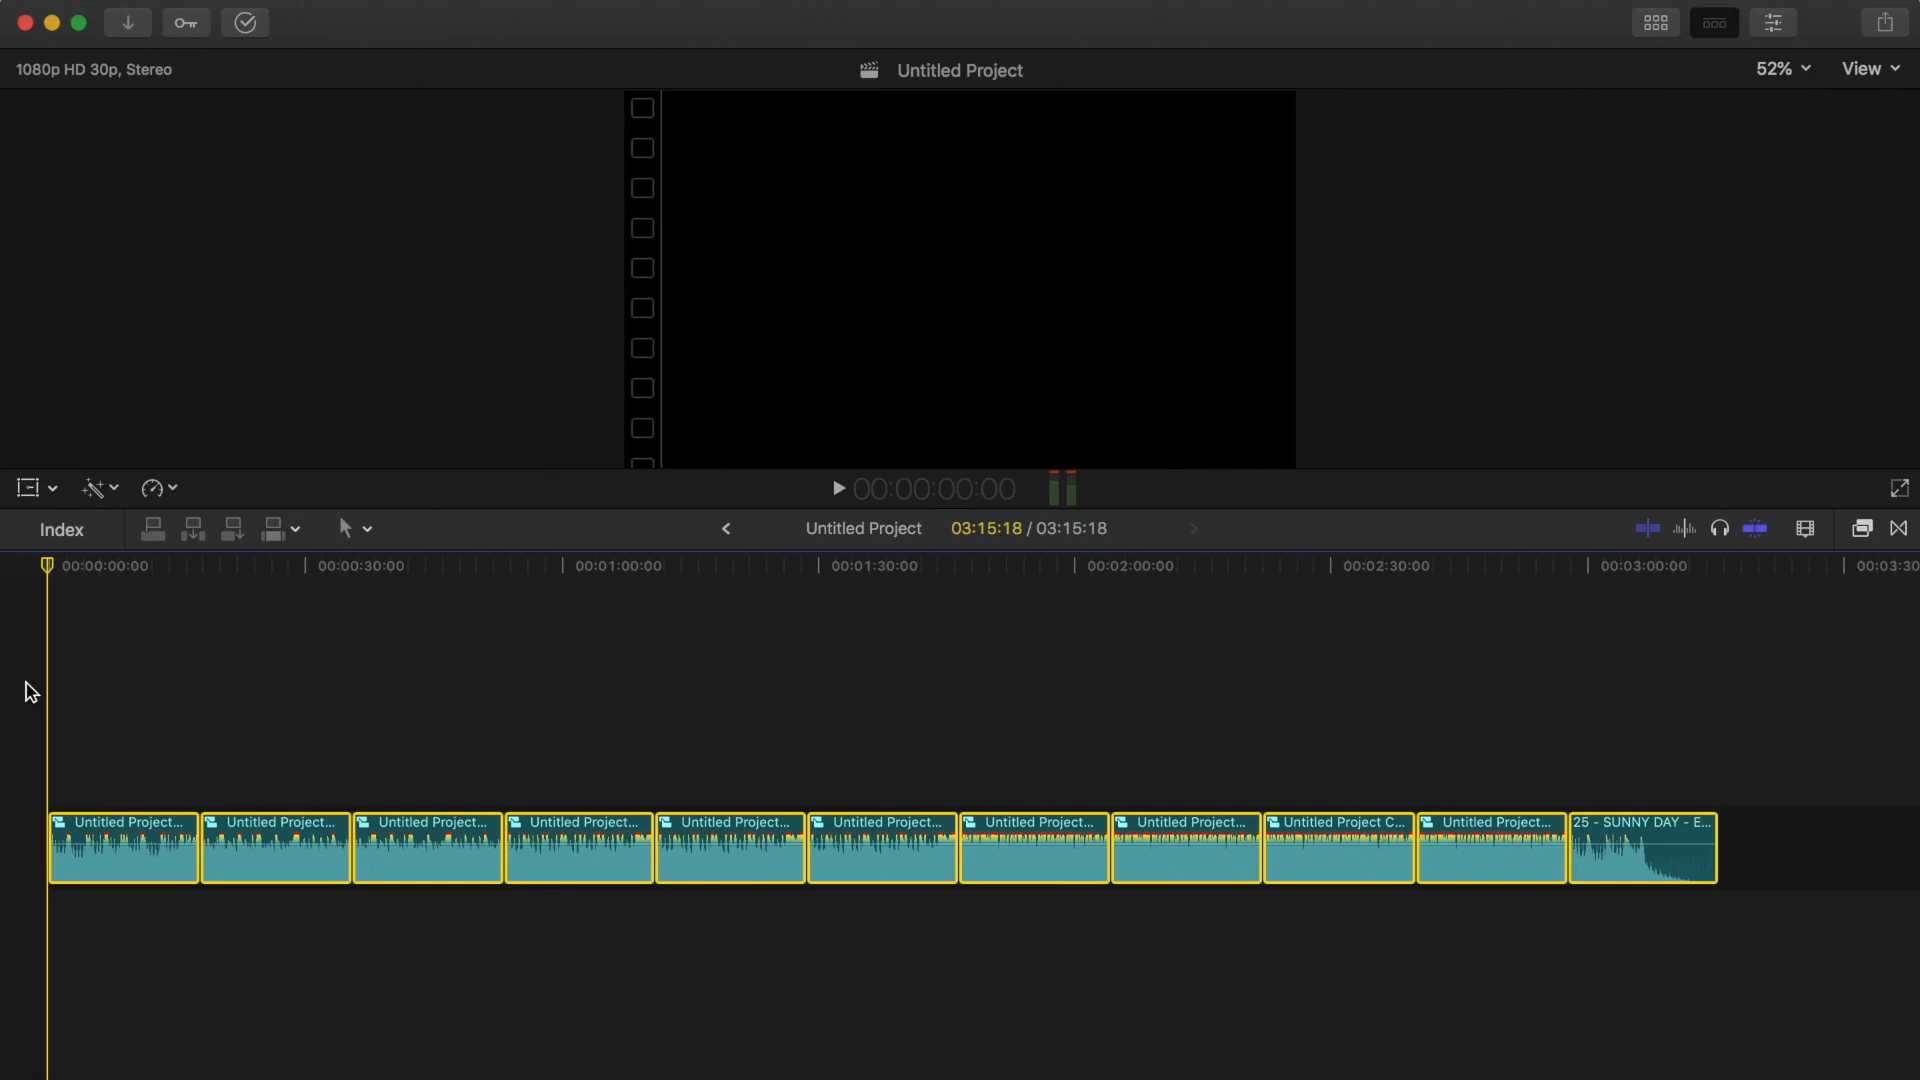 1080p HD 30p, Stereo
Untitled Project
52%
View
00:00:00:00
Index
Untitled Project
03:15:18 / 03:15:18
00:00:00:00
00:00:30:00
00:01:00:00
00:01:30:00
00:02:00:00
00:02:30:00
00:03:00:00
00:03:30
Untitled Project...
Untitled Project...
Untitled Project...
Untitled Project...
Untitled Project...
Untitled Project...
Untitled Project...
Untitled Project...
Untitled Project C...
Untitled Project...
25 - SUNNY DAY - E...